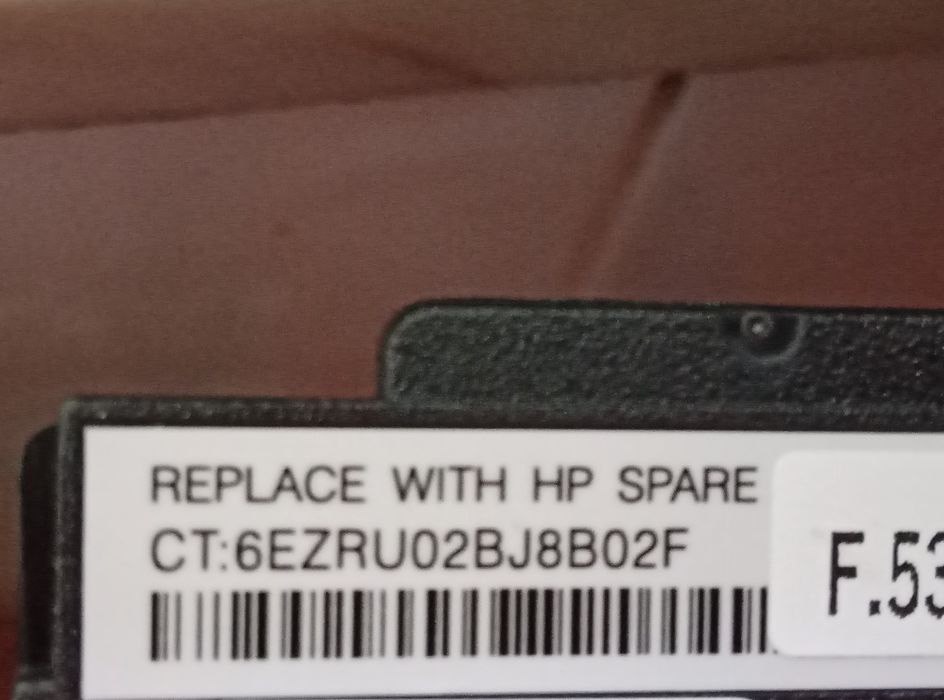 REPLACE WITH HP SPARE
CT:6EZRU02BJ8B02F
F.53